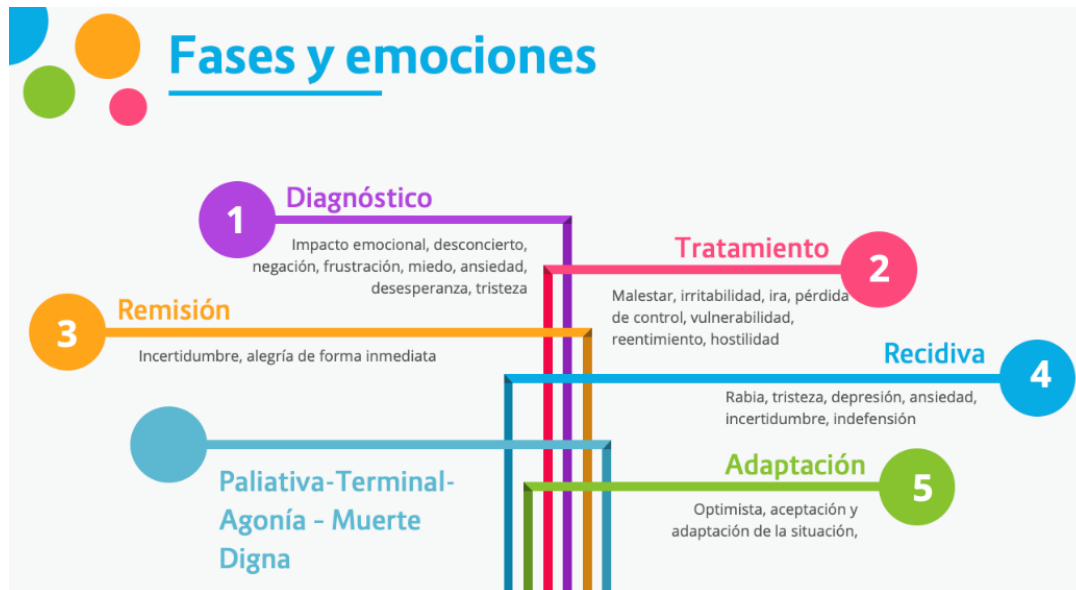 Fases y emociones
1
Diagnóstico
Impacto emocional, desconcierto,
negación, frustración, miedo, ansiedad,
desesperanza, tristeza
Tratamiento
2
Malestar, irritabilidad, ira, pérdida
de control, vulnerabilidad,
reentimiento, hostilidad
3
Remisión
Incertidumbre, alegría de forma inmediata
Recidiva
4
Rabia, tristeza, depresión, ansiedad,
incertidumbre, indefensión
Adaptación
5
Optimista, aceptación y
adaptación de la situación,
Paliativa-Terminal-
Agonía – Muerte
Digna